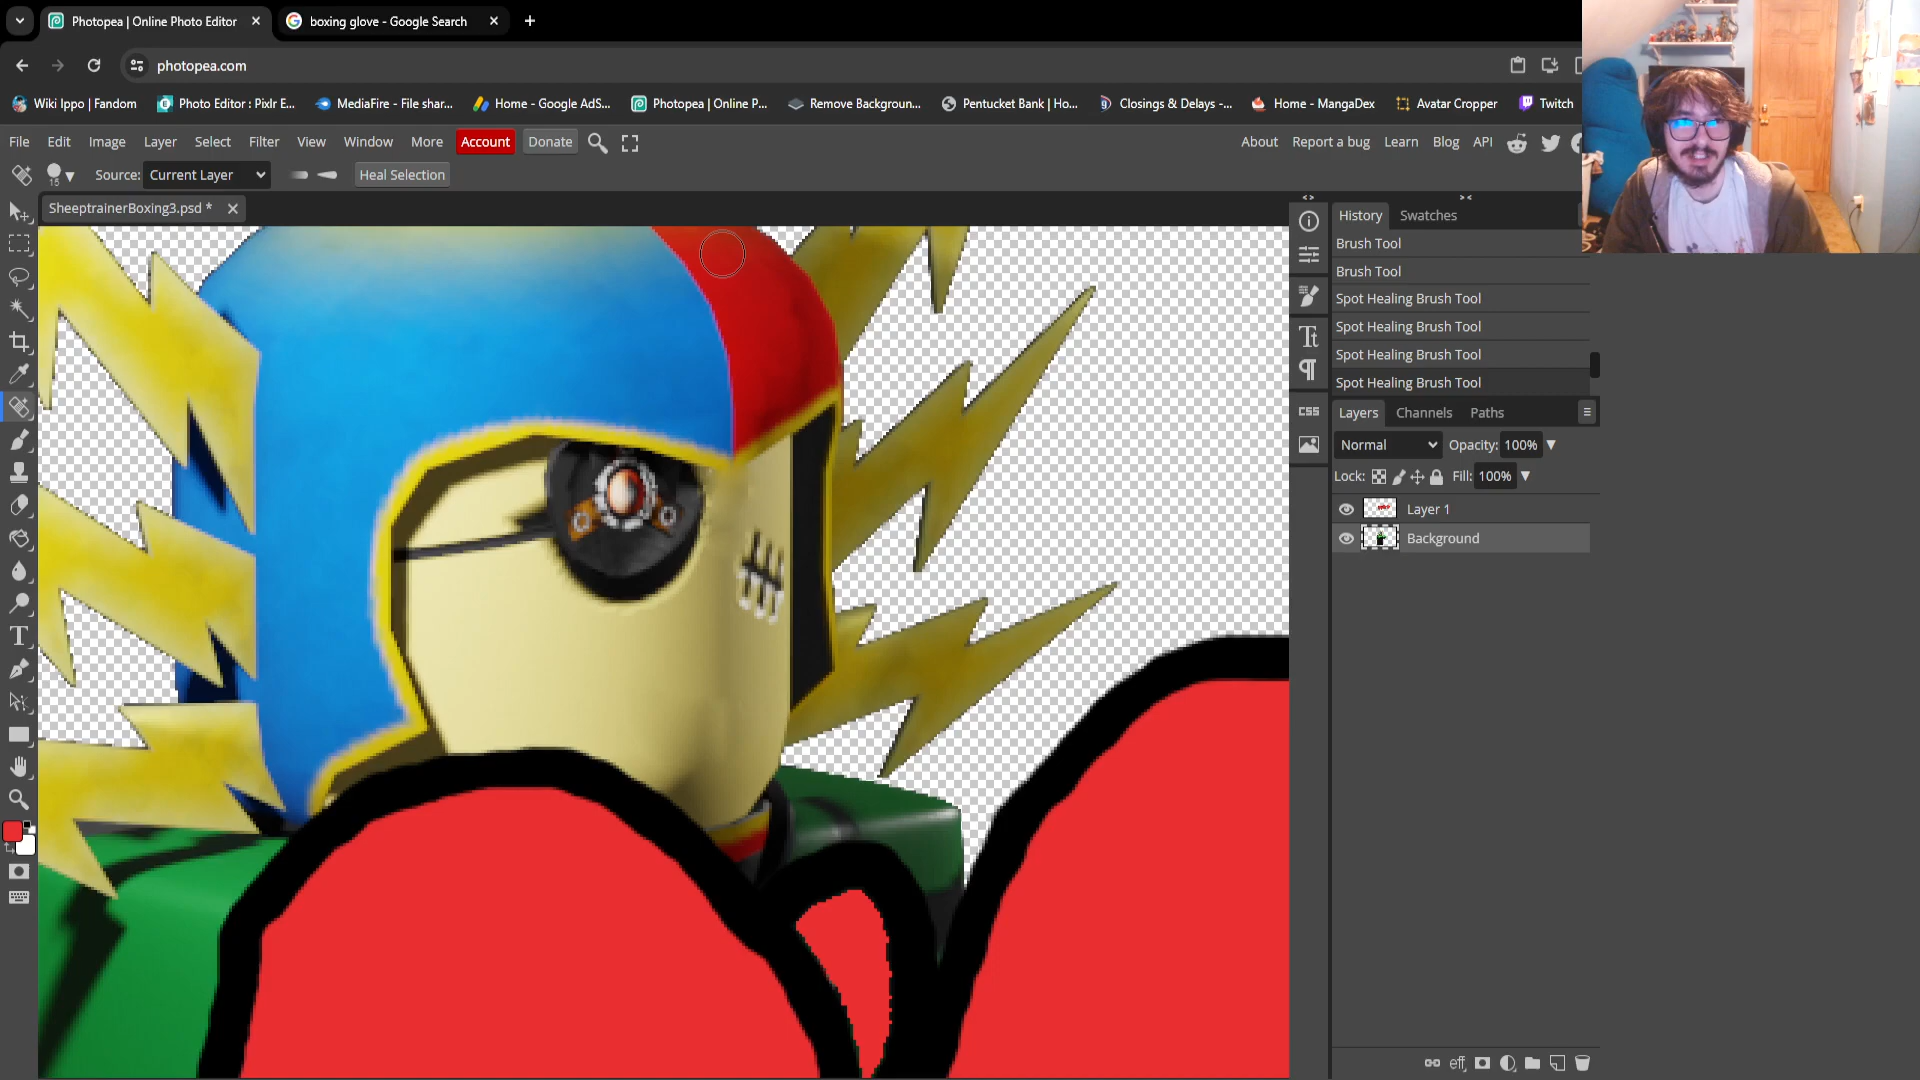 Photopea | Online Photo Editor
boxing glove - Google Search
photopea.com
Wiki Ippo | Fandom
Photo Editor : Pixlr E...
MediaFire - File shar...
Home - Google AdS...
Photopea | Online P...
Remove Backgroun...
Pentucket Bank | Ho...
Closings & Delays -...
Home - MangaDex
Avatar Cropper
Twitch
File Edit Image Layer Select Filter View Window More Account Donate
About Report a bug Learn Blog API
15
Source: Current Layer
Heal Selection
SheeptrainerBoxing3.psd *
History Swatches
Brush Tool
Brush Tool
Spot Healing Brush Tool
Spot Healing Brush Tool
Spot Healing Brush Tool
Spot Healing Brush Tool
CSS
Layers Channels Paths
Normal Opacity: 100%
Lock: Fill: 100%
Layer 1
Background
eff